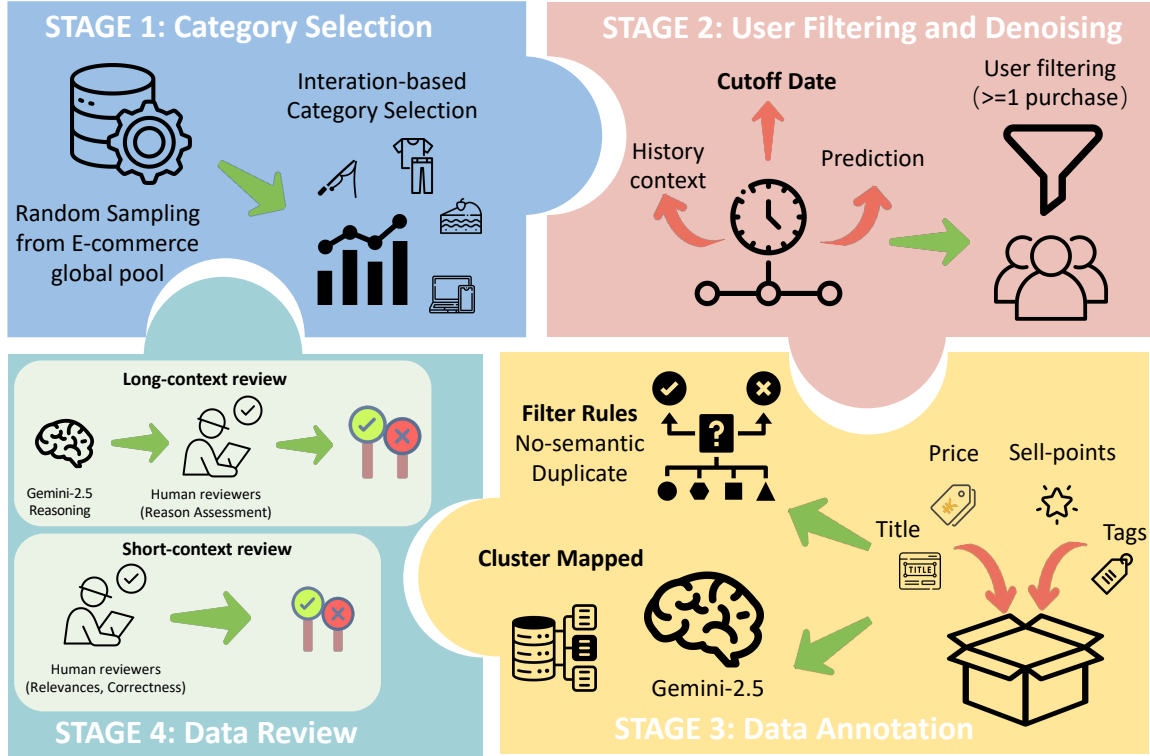 STAGE 1: Category Selection
Interation-based
Category Selection
Random Sampling
from E-commerce
global pool
STAGE 2: User Filtering and Denoising
Cutoff Date
History
context
Prediction
User filtering
(>=1 purchase)
Filter Rules
No-semantic
Duplicate
?
Price
Sell-points
Title
TITLE
Tags
Cluster Mapped
Gemini-2.5
STAGE 3: Data Annotation
Long-context review
Gemini-2.5
Reasoning
Human reviewers
(Reason Assessment)
Short-context review
Human reviewers
(Relevances, Correctness)
STAGE 4: Data Review